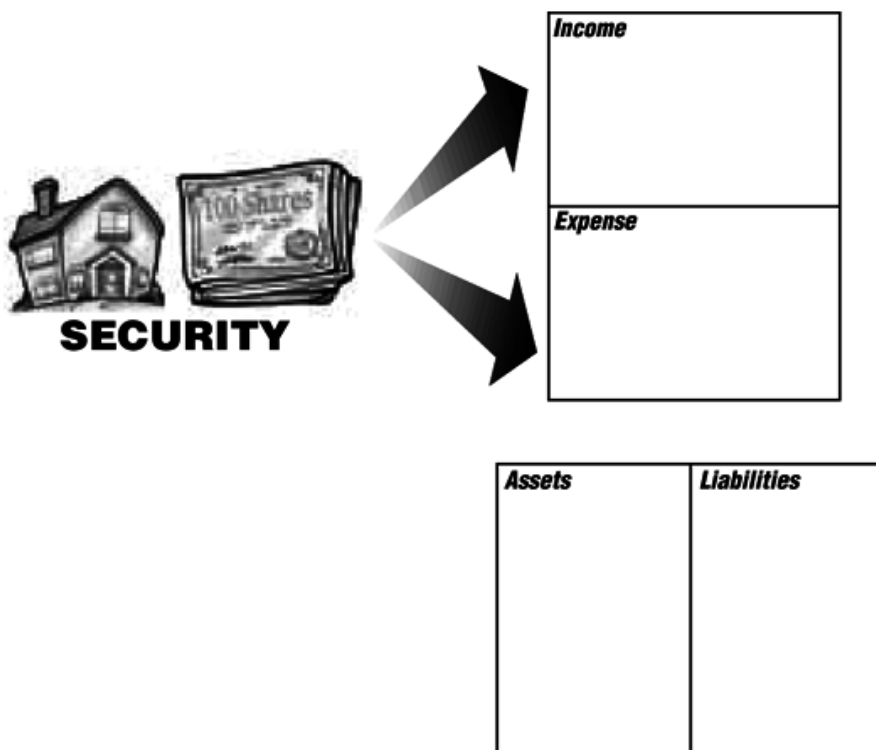 Income
100 Shares
Expense
SECURITY
Assets
Liabilities